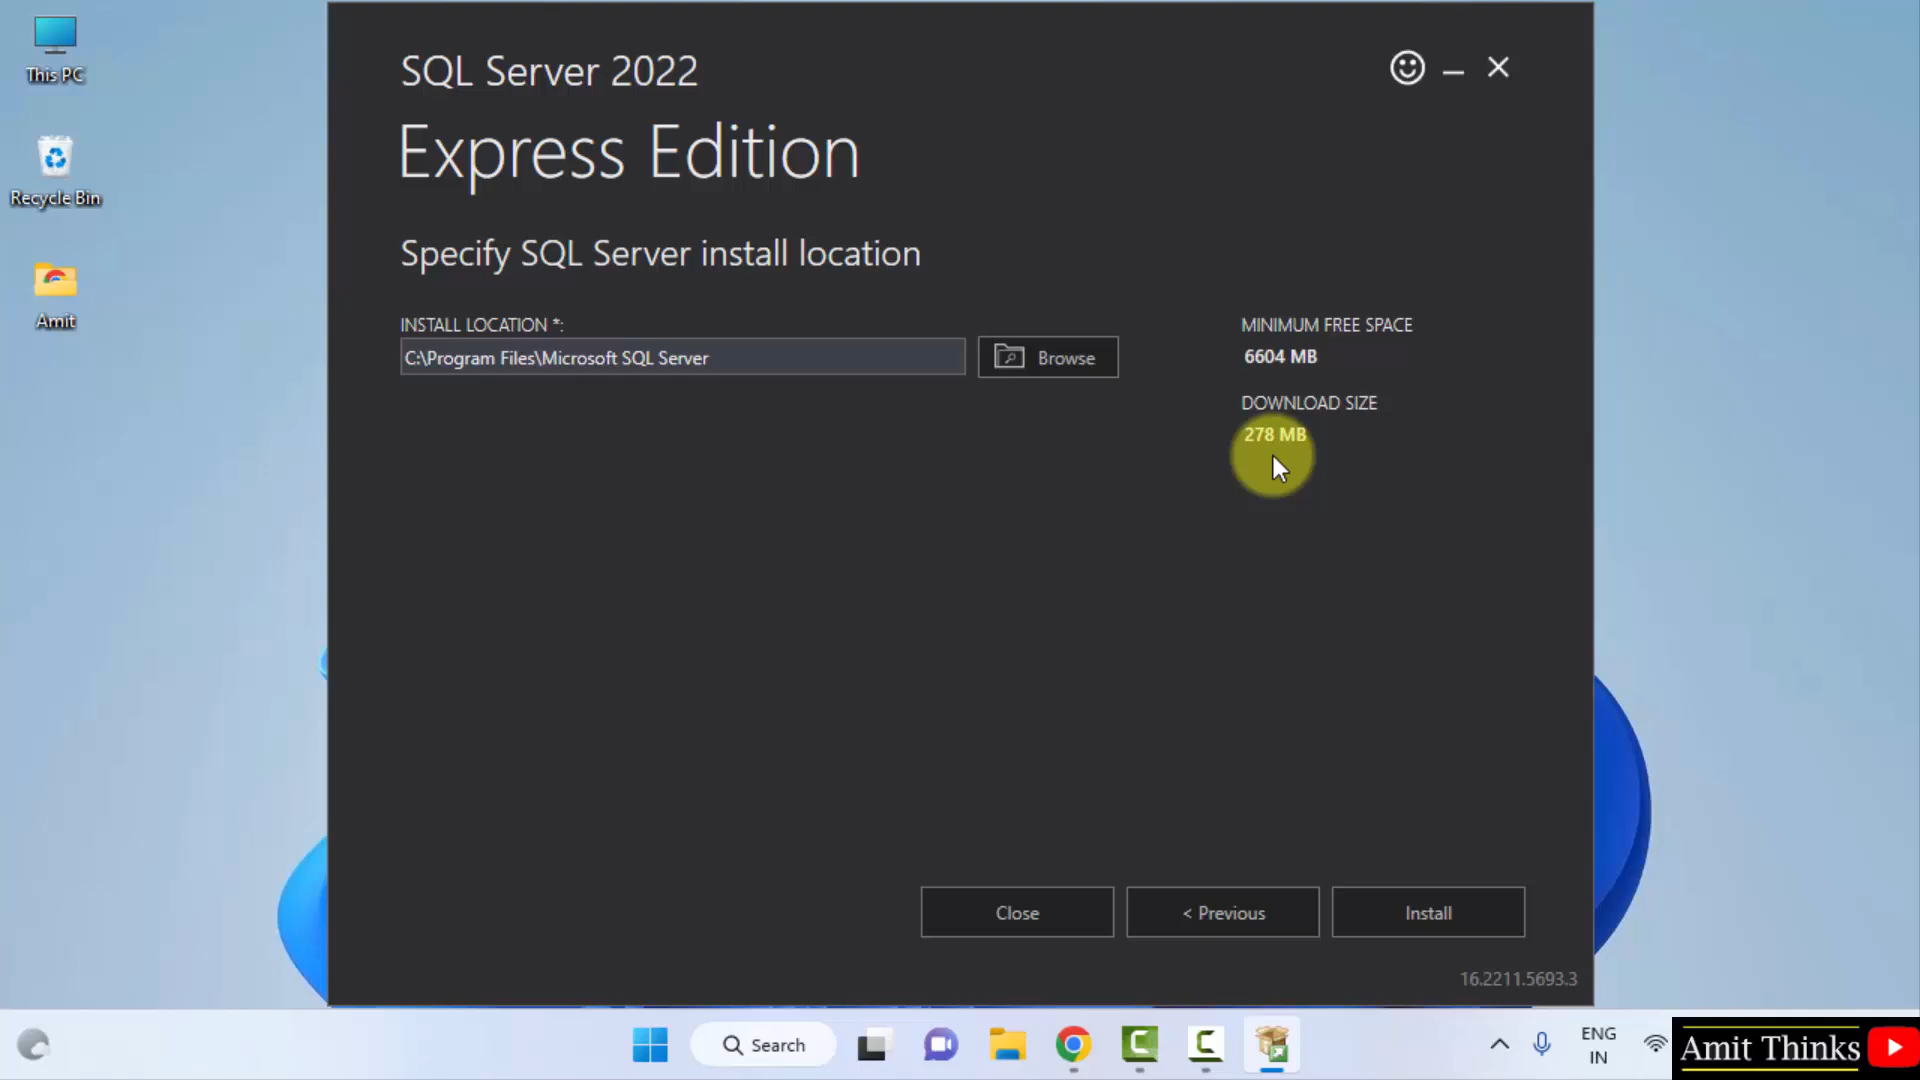 This PC
Recycle Bin
Amit
SQL Server 2022
Express Edition
Specify SQL Server install location
INSTALL LOCATION *:
C:\Program Files\Microsoft SQL Server
Browse
MINIMUM FREE SPACE
6604 MB
DOWNLOAD SIZE
278 MB
Close
< Previous
Install
16.2211.5693.3
Search
ENG
IN
Amit Thinks